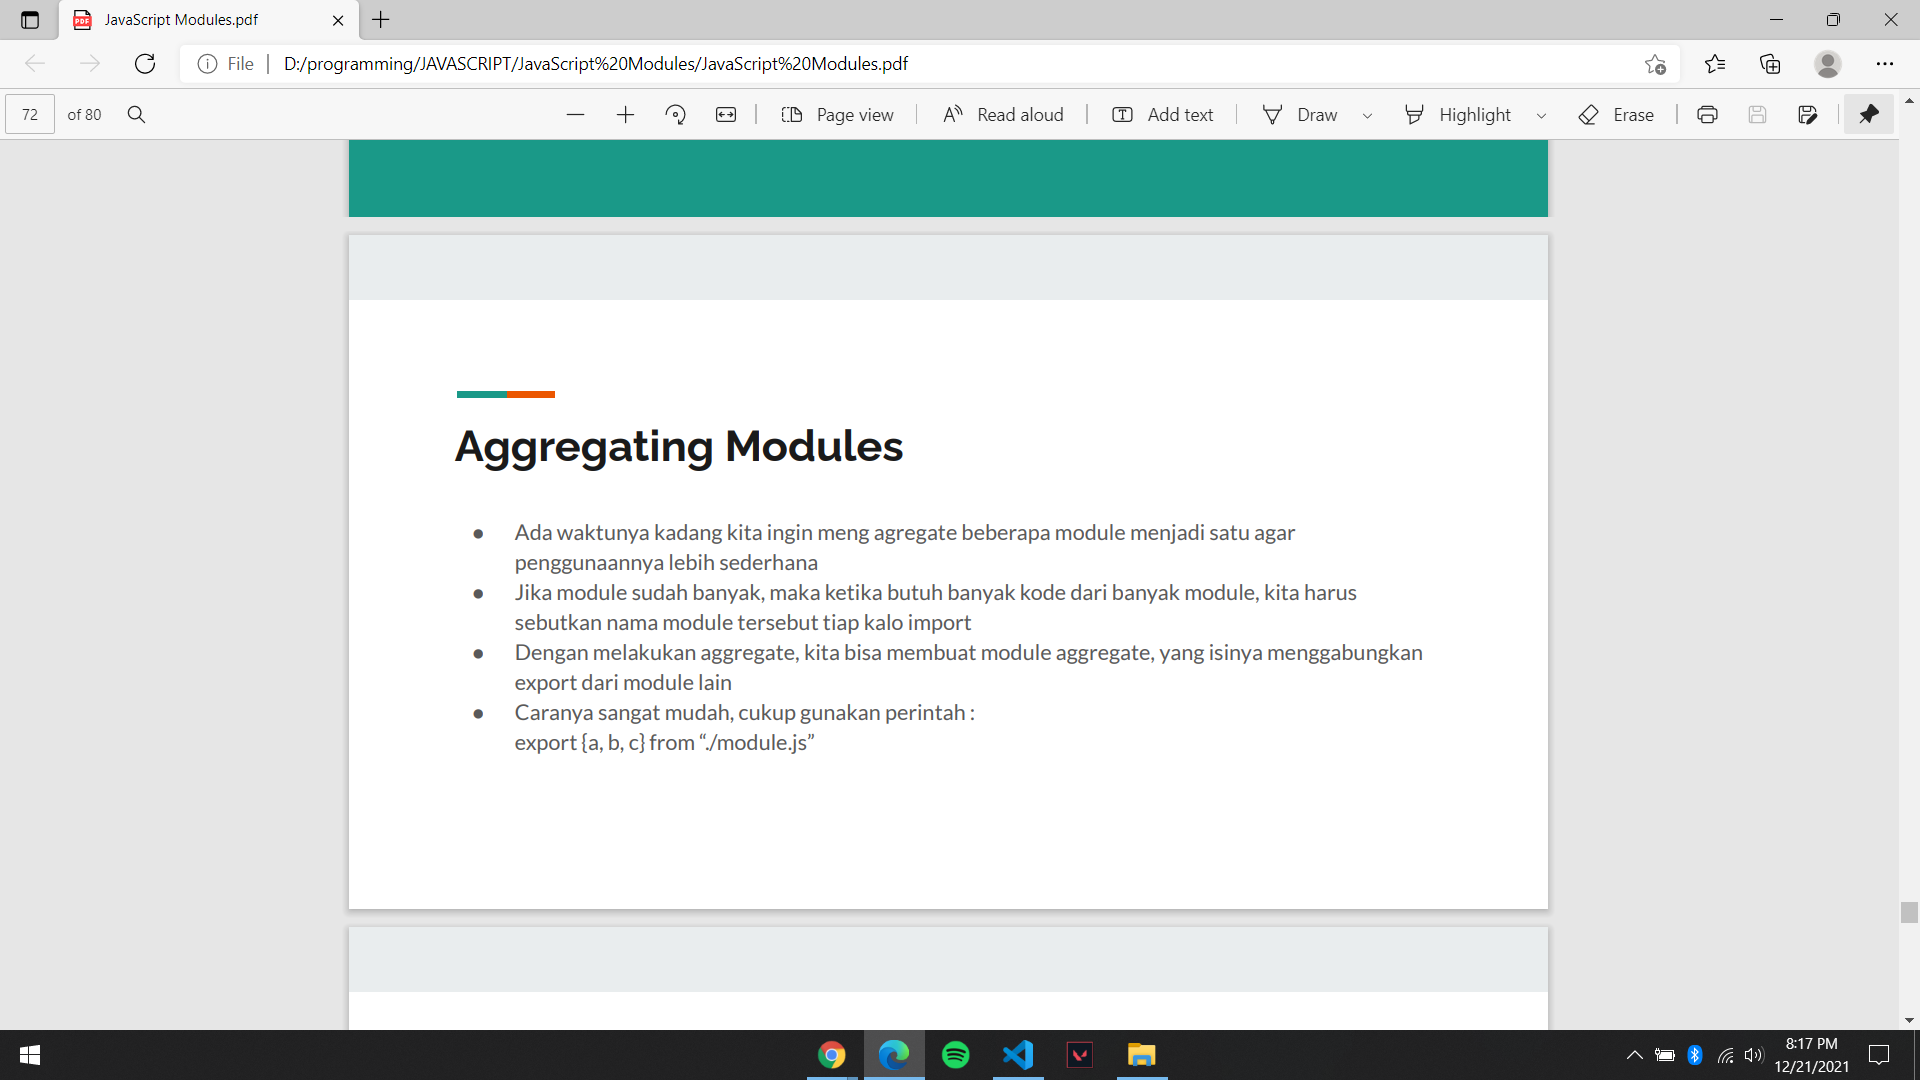 JavaScript Modules.pdf
File
D:/programming/JAVASCRIPT/JavaScript%20Modules/JavaScript%20Modules.pdf
72 of 80
Page view
Read aloud
Add text
Draw
Highlight
Erase
Aggregating Modules
● Ada waktunya kadang kita ingin meng agregate beberapa module menjadi satu agar
penggunaannya lebih sederhana
● Jika module sudah banyak, maka ketika butuh banyak kode dari banyak module, kita harus
sebutkan nama module tersebut tiap kalo import
● Dengan melakukan aggregate, kita bisa membuat module aggregate, yang isinya menggabungkan
export dari module lain
● Caranya sangat mudah, cukup gunakan perintah :
export {a, b, c} from “./module.js”
8:17 PM
12/21/2021